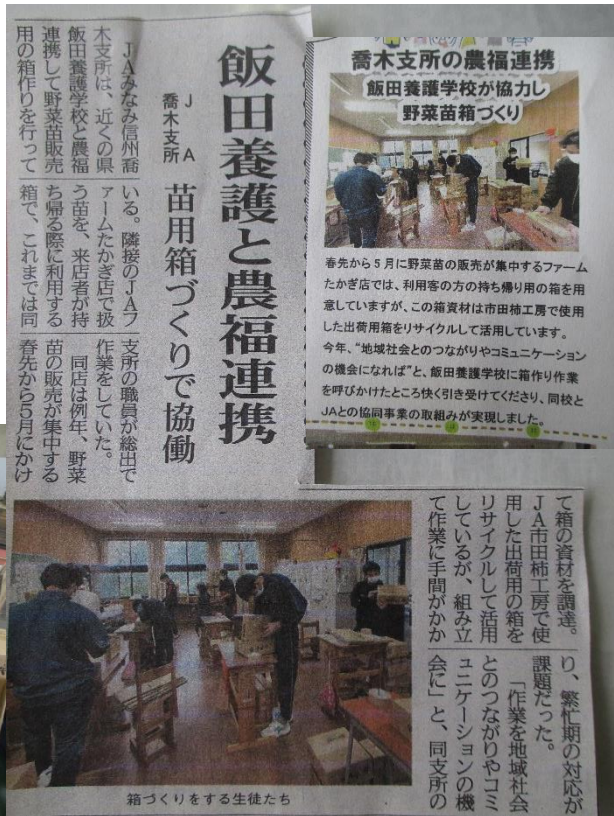 飯田養護と農福連携
JA
喬木支所
苗用箱づくりで協働
JAみなみ信州喬
木支所は、近くの県
飯田養護学校と農福
連携して野菜苗販売
用の箱作りを行って
いる。隣接のJAフ
ァームたかぎ店で扱
う苗を、来店者が持
ち帰る際に利用する
箱で、これまでは同
支所の職員が総出で
作業をしていた。
同店は例年、野菜
苗の販売が集中する
春先から5月にかけ
て箱の資材を調達。
JA市田柿工房で使
用した出荷用の箱を
リサイクルして活用
しているが、組み立
て作業に手間がかか
り、繁忙期の対応が
課題だった。
「作業を地域社会
とのつながりやコミ
ュニケーションの機
会に」と、同支所の
箱づくりをする生徒たち
喬木支所の農福連携
飯田養護学校が協力し
野菜苗箱づくり
春先から5月に野菜苗の販売が集中するファーム
たかぎ店では、利用客の方の持ち帰り用の箱を用
意していますが、この箱資材は市田柿工房で使用
した出荷用箱をリサイクルして活用しています。
今年、“地域社会とのつながりやコミュニケーション
の機会になれば”と、飯田養護学校に箱作り作業
を呼びかけたところ快く引き受けてくださり、同校と
JAとの協同事業の取組みが実現しました。